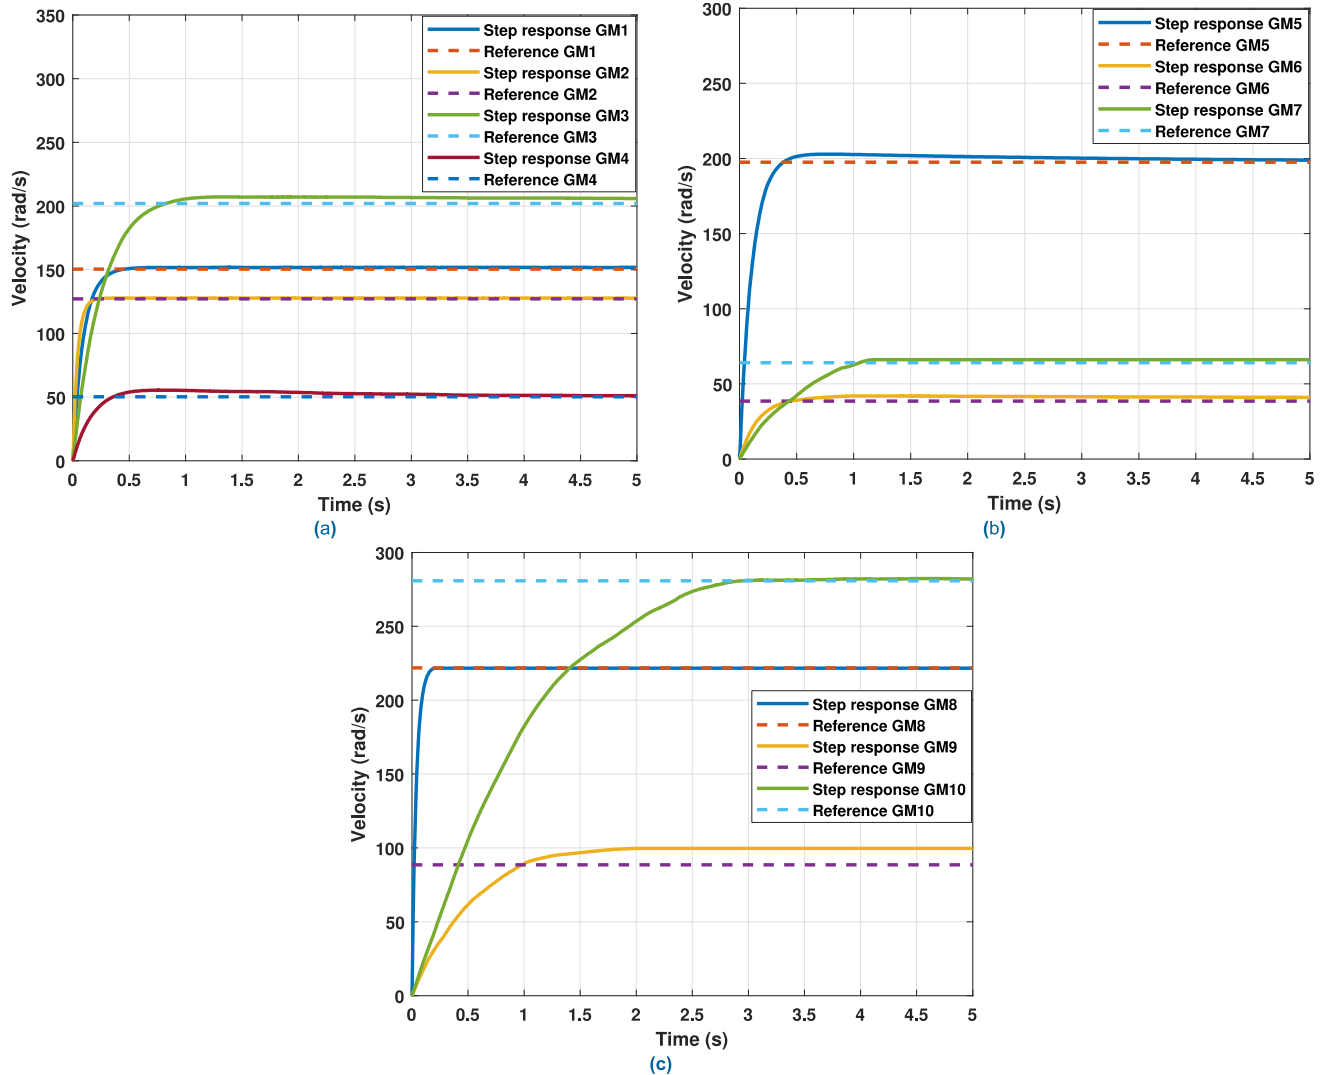 350
300
250
200
150
100
50
0
Velocity (rad/s)
Step response GM1
Reference GM1
Step response GM2
Reference GM2
Step response GM3
Reference GM3
Step response GM4
Reference GM4
0 0.5 1 1.5 2 2.5 3 3.5 4 4.5 5
Time (s)
(a)
300
250
200
150
100
50
0
Velocity (rad/s)
Step response GM5
Reference GM5
Step response GM6
Reference GM6
Step response GM7
Reference GM7
0 0.5 1 1.5 2 2.5 3 3.5 4 4.5 5
Time (s)
(b)
300
250
200
150
100
50
0
Velocity (rad/s)
Step response GM8
Reference GM8
Step response GM9
Reference GM9
Step response GM10
Reference GM10
0 0.5 1 1.5 2 2.5 3 3.5 4 4.5 5
Time (s)
(c)